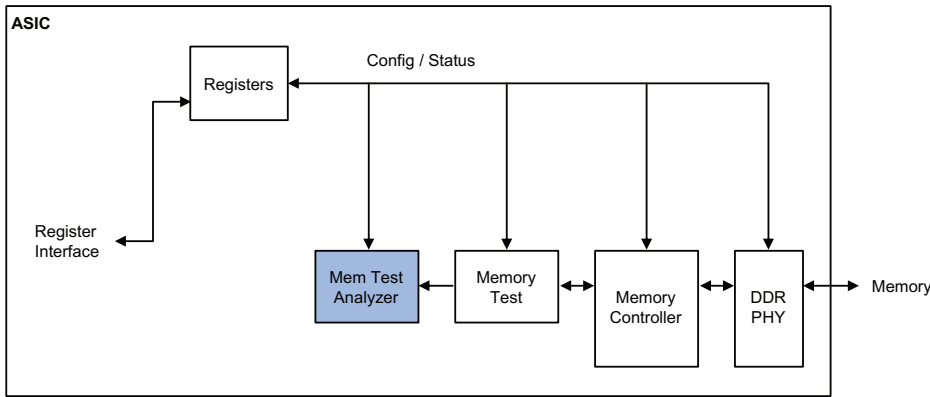 ASIC
Config / Status
Registers
Register
Interface
Mem Test
Analyzer
Memory
Test
Memory
Controller
DDR
PHY
Memory